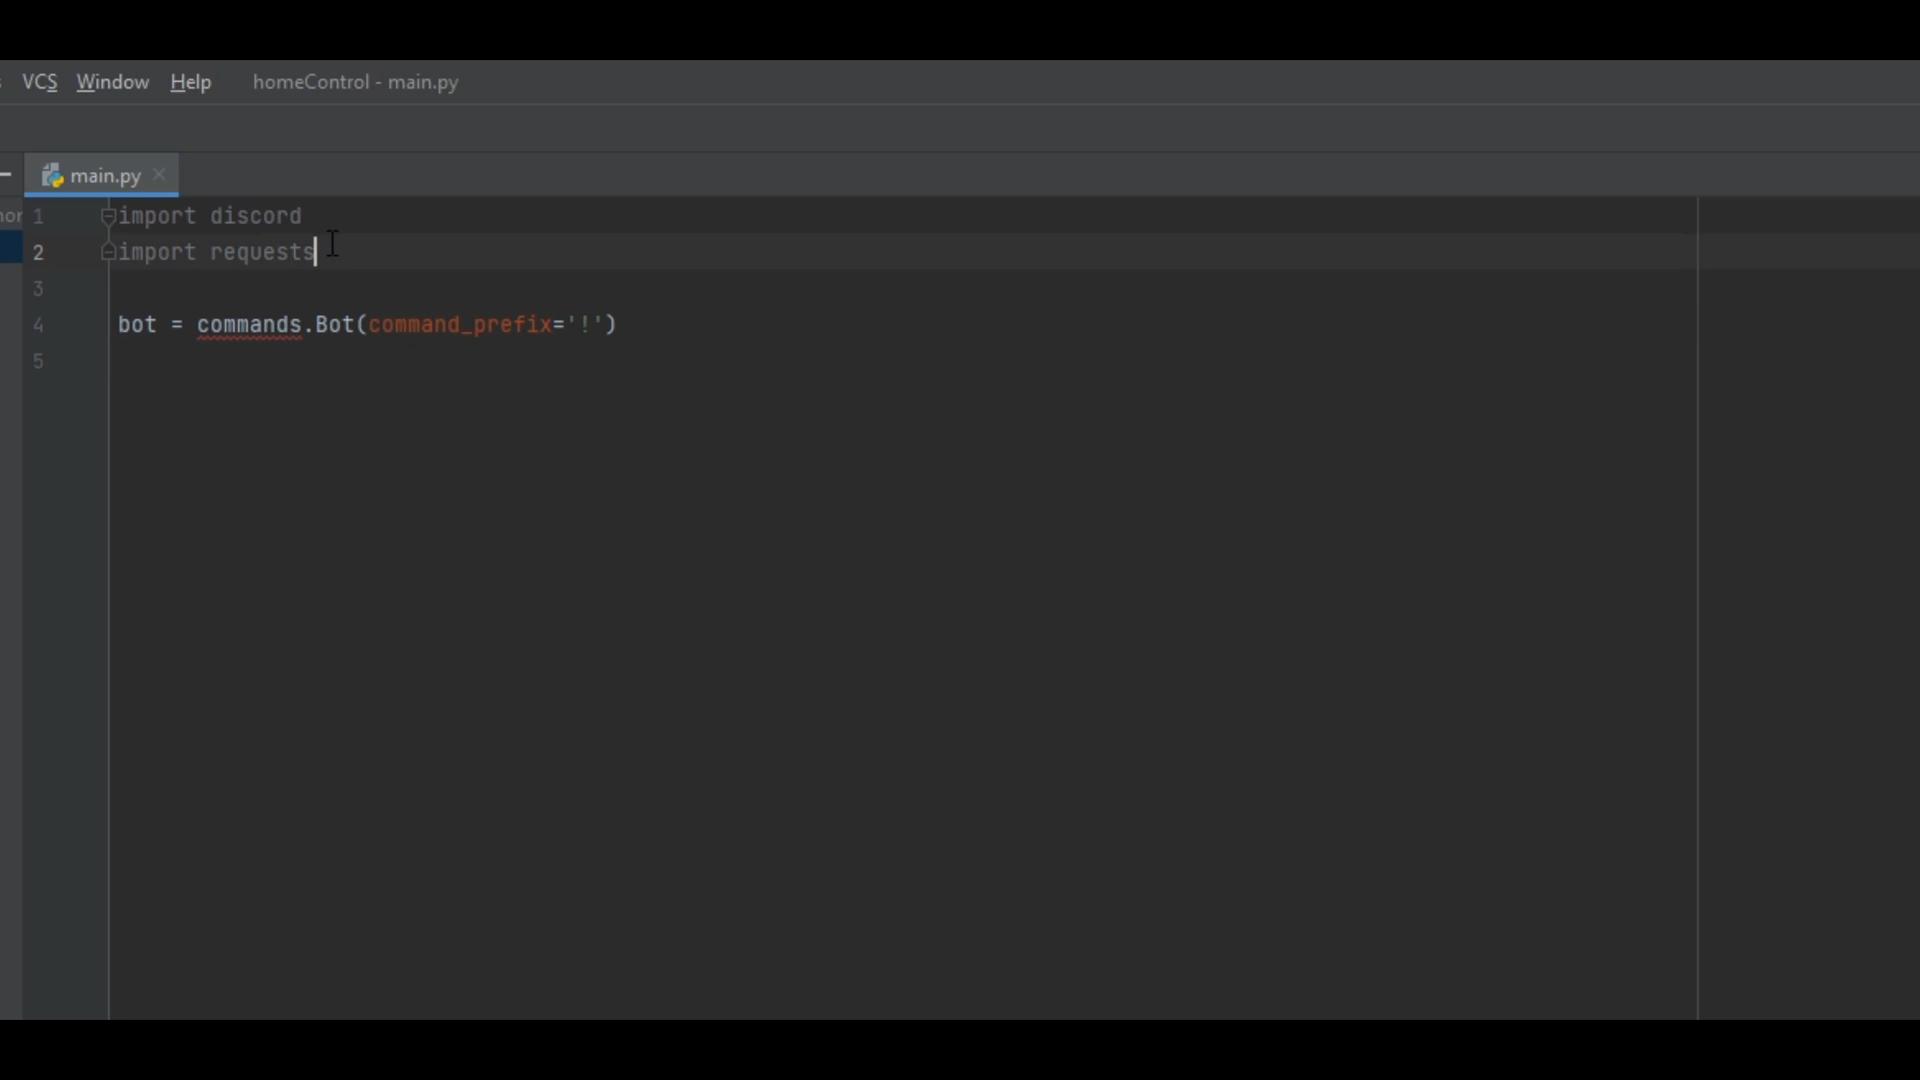 VCS Window Help homeControl - main.py
main.py
1 import discord
2 import requests
3
4 bot = commands.Bot(command_prefix='!')
5